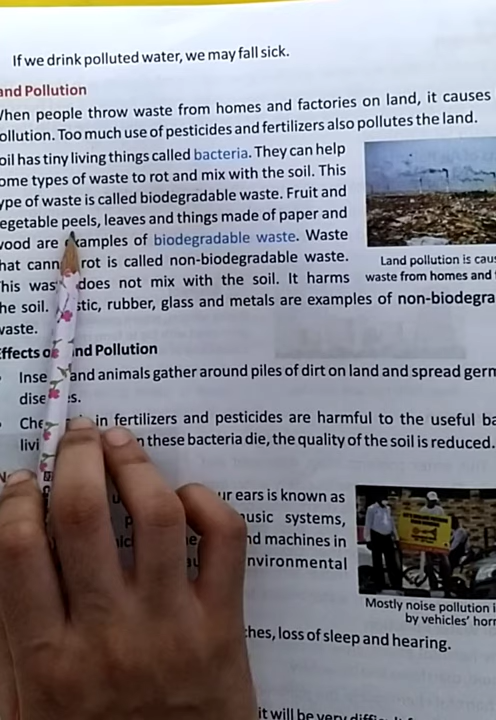 If we drink polluted water, we may fall sick.
and Pollution
When people throw waste from homes and factories on land, it causes
ollution. Too much use of pesticides and fertilizers also pollutes the land.
oil has tiny living things called bacteria. They can help
ome types of waste to rot and mix with the soil. This
ype of waste is called biodegradable waste. Fruit and
egetable peels, leaves and things made of paper and
wood are examples of biodegradable waste. Waste
hat cann rot is called non-biodegradable waste.
This was does not mix with the soil. It harms
he soil. stic, rubber, glass and metals are examples of non-biodegra
waste.
Land pollution is cau
waste from homes and
Effects o nd Pollution
Inse and animals gather around piles of dirt on land and spread germ
dise s.
Che in fertilizers and pesticides are harmful to the useful ba
livi n these bacteria die, the quality of the soil is reduced.
ur ears is known as
usic systems,
nd machines in
nvironmental
Mostly noise pollution i
by vehicles' horn
hes, loss of sleep and hearing.
it will be very difficult f